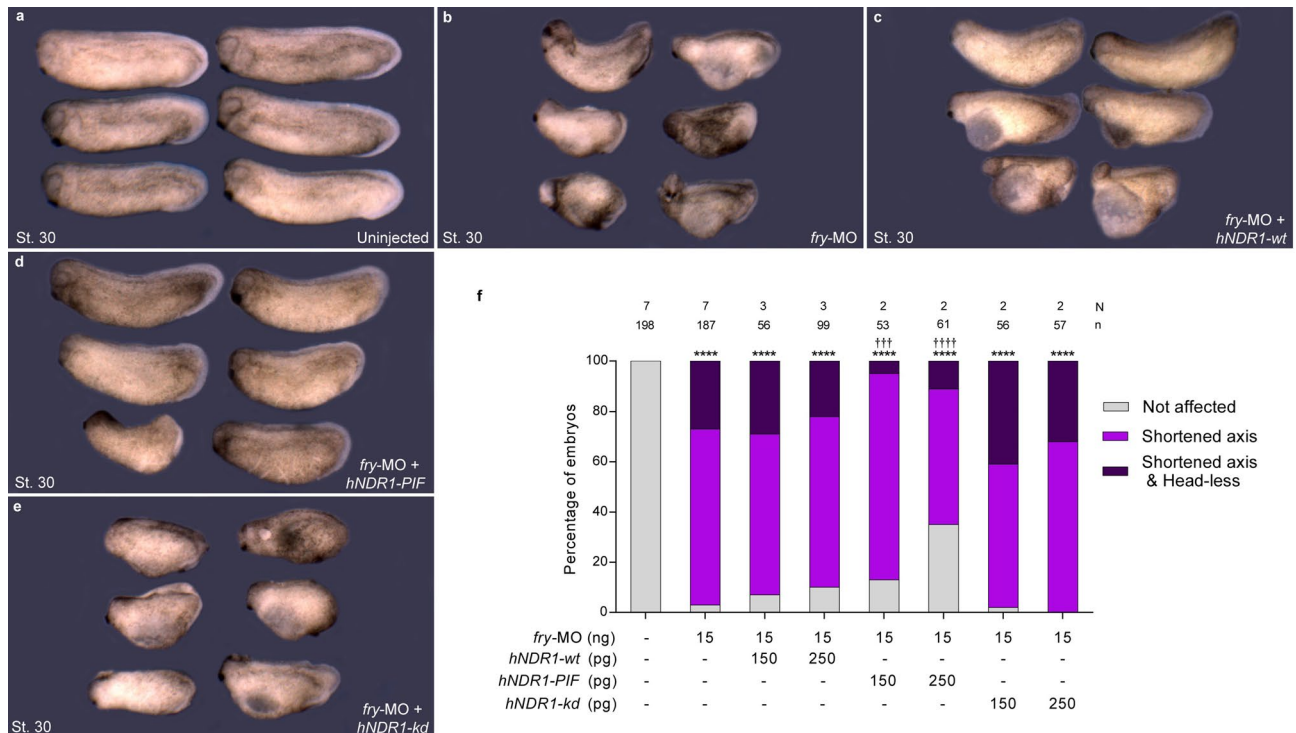 a
St. 30 Uninjected
b
St. 30 fry-MO
c
fry-MO +
St. 30 hNDR1-wt
d
fry-MO +
St. 30 hNDR1-PIF
e
fry-MO +
St. 30 hNDR1-kd
f
7 7 3 3 2 2 2 2 N
198 187 56 99 53 61 56 57 n
††† ††††
**** **** **** **** **** **** ****
100
80
60
40
20
0
Percentage of embryos
Not affected
Shortened axis
Shortened axis
& Head-less
fry-MO (ng) - 15 15 15 15 15 15 15
hNDR1-wt (pg) - - 150 250 - - - -
hNDR1-PIF (pg) - - - - 150 250 - -
hNDR1-kd (pg) - - - - - - 150 250